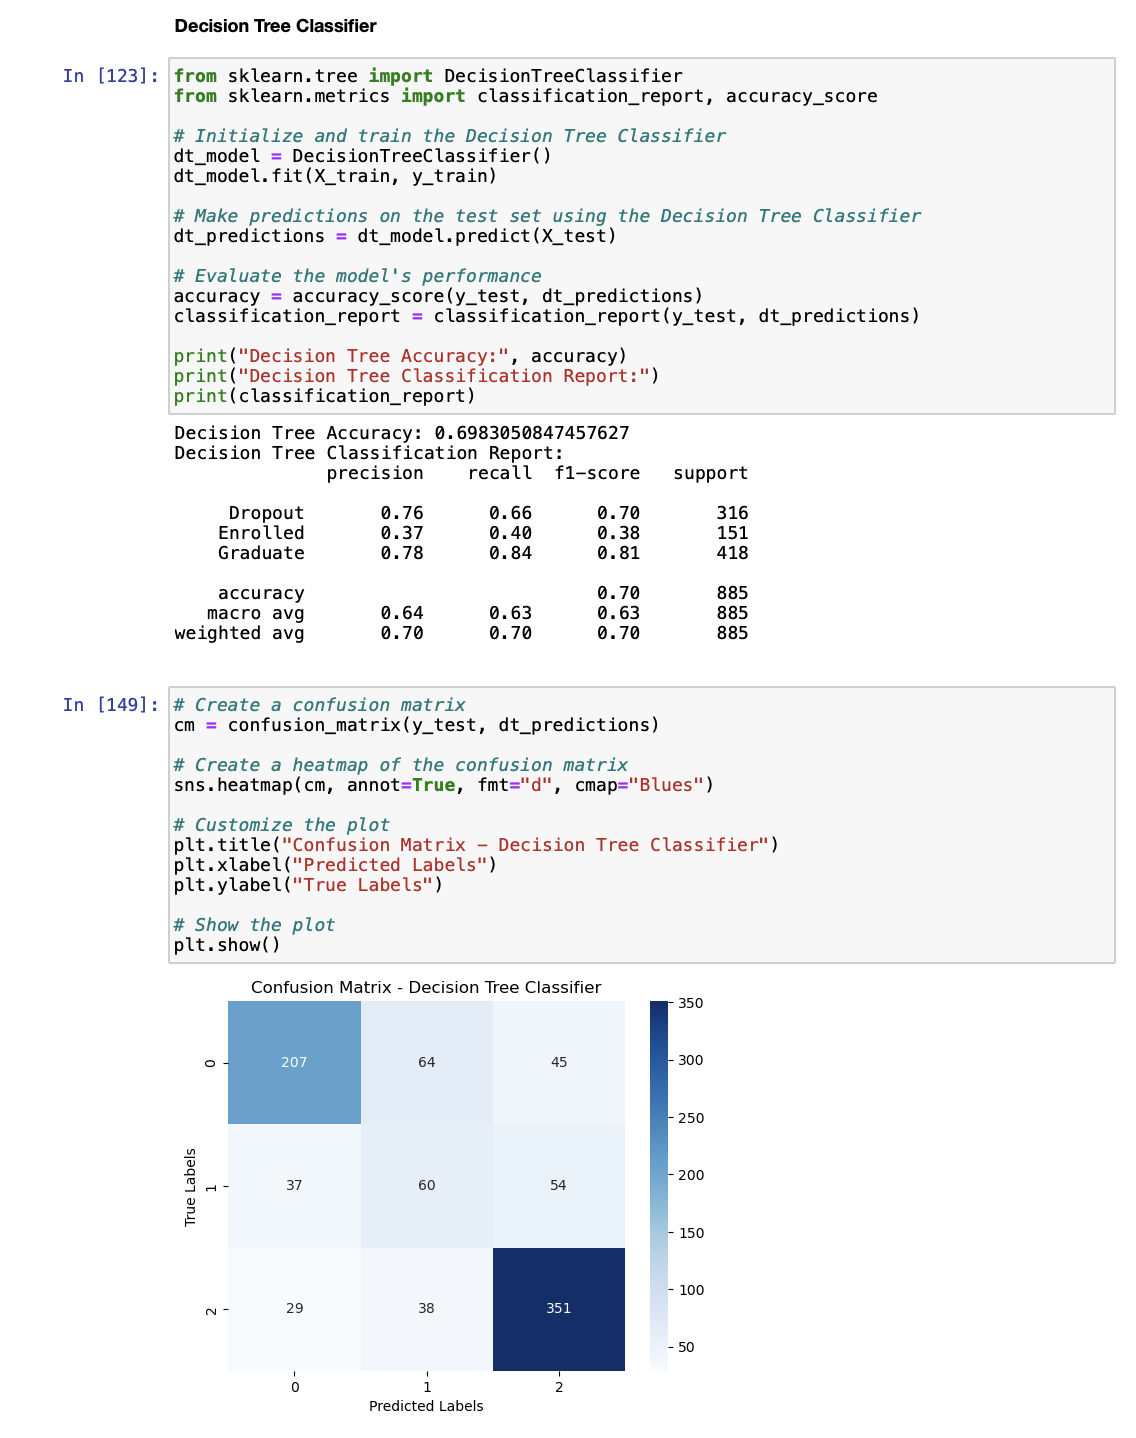 Decision Tree Classifier
In [123]:
from sklearn.tree import DecisionTreeClassifier
from sklearn.metrics import classification_report, accuracy_score
# Initialize and train the Decision Tree Classifier
dt_model = DecisionTreeClassifier()
dt_model.fit(X_train, y_train)
# Make predictions on the test set using the Decision Tree Classifier
dt_predictions = dt_model.predict(X_test)
# Evaluate the model's performance
accuracy = accuracy_score(y_test, dt_predictions)
classification_report = classification_report(y_test, dt_predictions)
print("Decision Tree Accuracy:", accuracy)
print("Decision Tree Classification Report:")
print(classification_report)
Decision Tree Accuracy: 0.6983050847457627
Decision Tree Classification Report:
precision recall f1-score support
Dropout 0.76 0.66 0.70 316
Enrolled 0.37 0.40 0.38 151
Graduate 0.78 0.84 0.81 418
accuracy 0.70 885
macro avg 0.64 0.63 0.63 885
weighted avg 0.70 0.70 0.70 885
In [149]:
# Create a confusion matrix
cm = confusion_matrix(y_test, dt_predictions)
# Create a heatmap of the confusion matrix
sns.heatmap(cm, annot=True, fmt="d", cmap="Blues")
# Customize the plot
plt.title("Confusion Matrix - Decision Tree Classifier")
plt.xlabel("Predicted Labels")
plt.ylabel("True Labels")
# Show the plot
plt.show()
Confusion Matrix - Decision Tree Classifier
True Labels
0 207 64 45
1 37 60 54
2 29 38 351
0 1 2
Predicted Labels
350
300
250
200
150
100
50